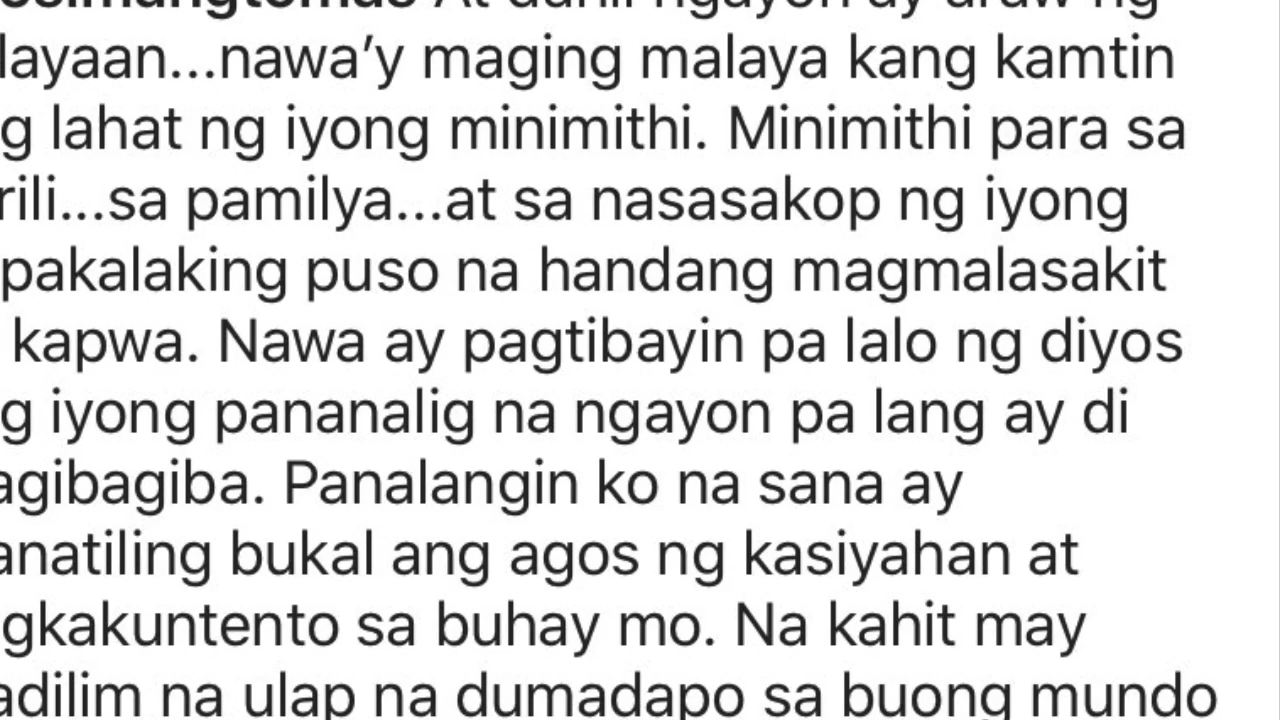 osimangtomas At dahil ngayon ay araw ng
layaan...nawa’y maging malaya kang kamtin
g lahat ng iyong minimithi. Minimithi para sa
rili...sa pamilya...at sa nasasakop ng iyong
pakalaking puso na handang magmalasakit
kapwa. Nawa ay pagtibayin pa lalo ng diyos
g iyong pananalig na ngayon pa lang ay di
agibagiba. Panalangin ko na sana ay
anatiling bukal ang agos ng kasiyahan at
gkakuntento sa buhay mo. Na kahit may
adilim na ulap na dumadapo sa buong mundo